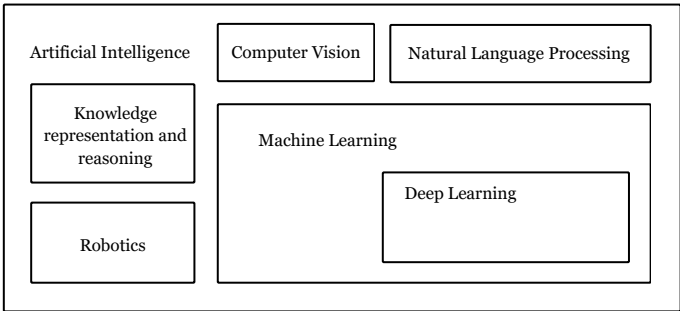 Artificial Intelligence
Computer Vision
Natural Language Processing
Knowledge
representation and
reasoning
Machine Learning
Deep Learning
Robotics